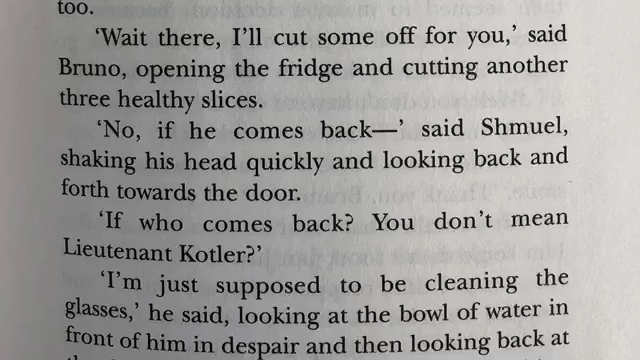 too.
‘Wait there, I’ll cut some off for you,’ said
Bruno, opening the fridge and cutting another
three healthy slices.
‘No, if he comes back—’ said Shmuel,
shaking his head quickly and looking back and
forth towards the door.
‘If who comes back? You don’t mean
Lieutenant Kotler?’
‘I’m just supposed to be cleaning the
glasses,’ he said, looking at the bowl of water in
front of him in despair and then looking back at